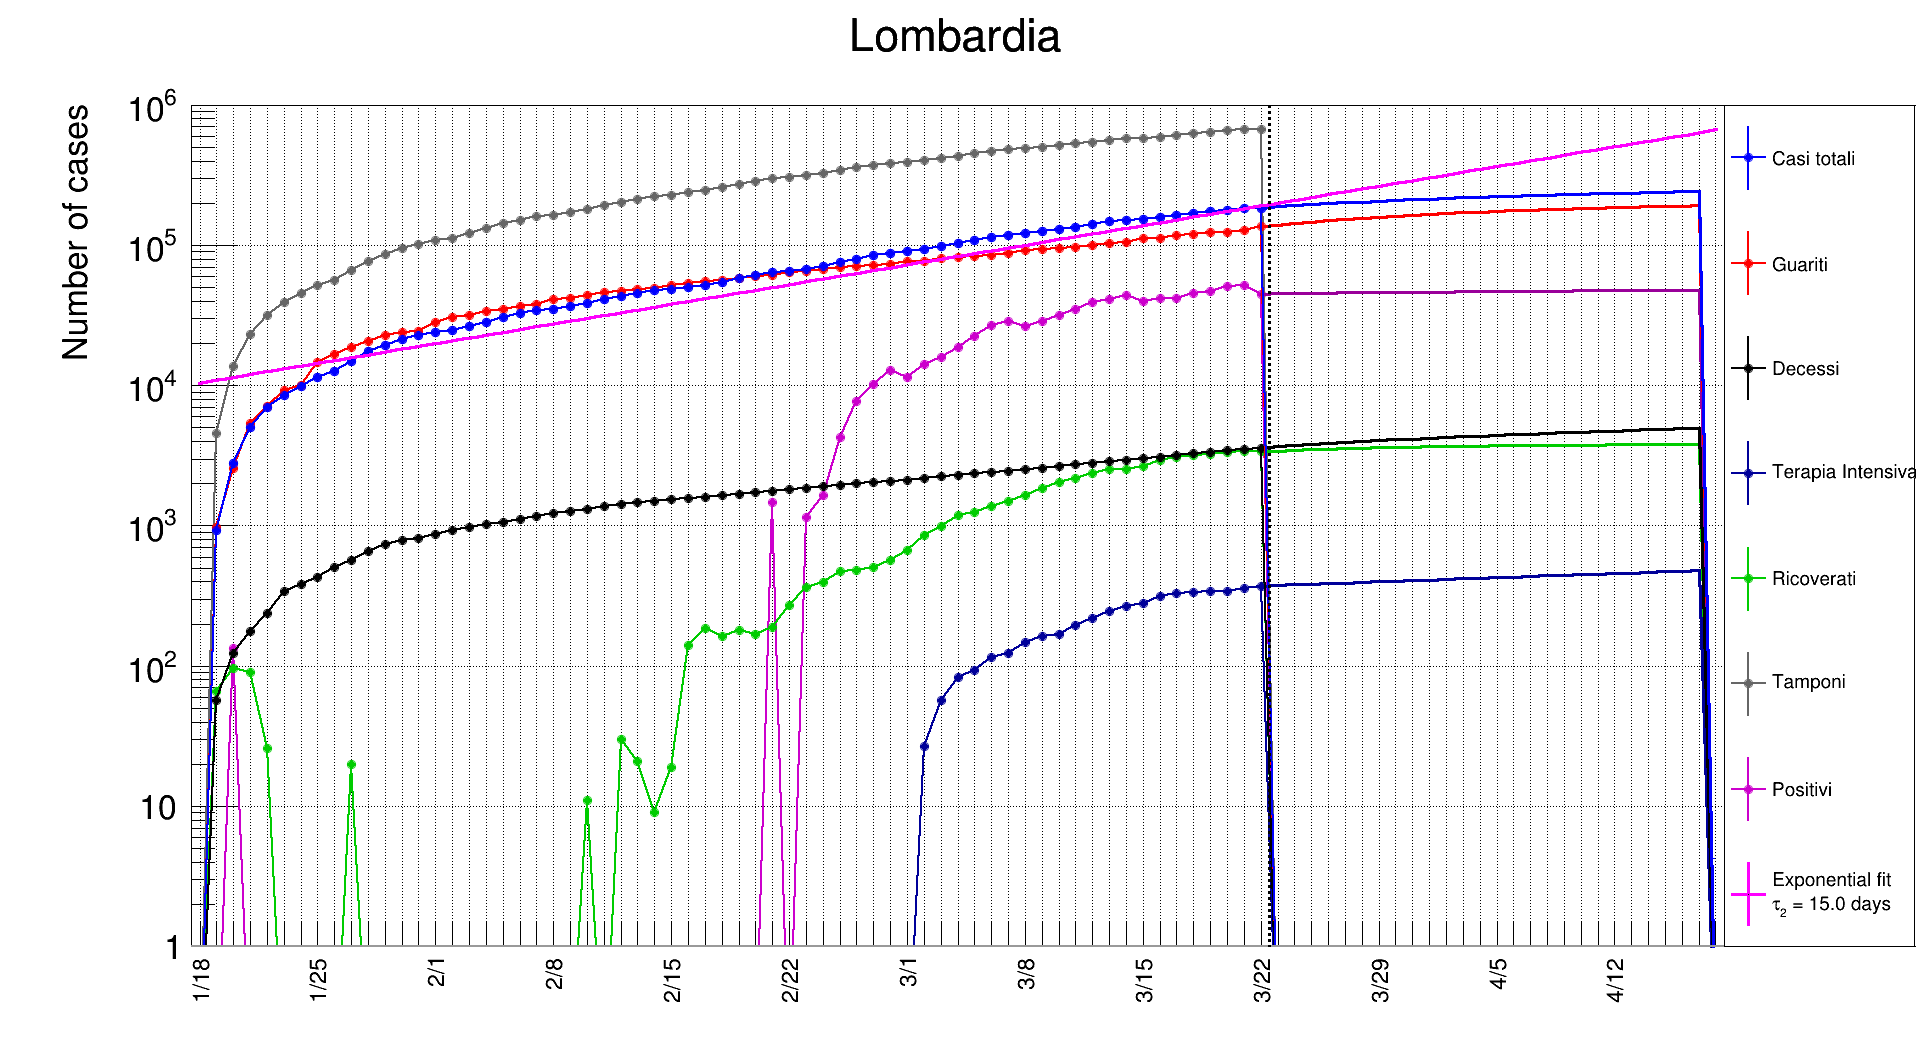 Lombardia
Number of cases
10^6
10^5
10^4
10^3
10^2
10
1
1/18
1/25
2/1
2/8
2/15
2/22
3/1
3/8
3/15
3/22
3/29
4/5
4/12
Casi totali
Guariti
Decessi
Terapia Intensiva
Ricoverati
Tamponi
Positivi
Exponential fit
τ₂ = 15.0 days